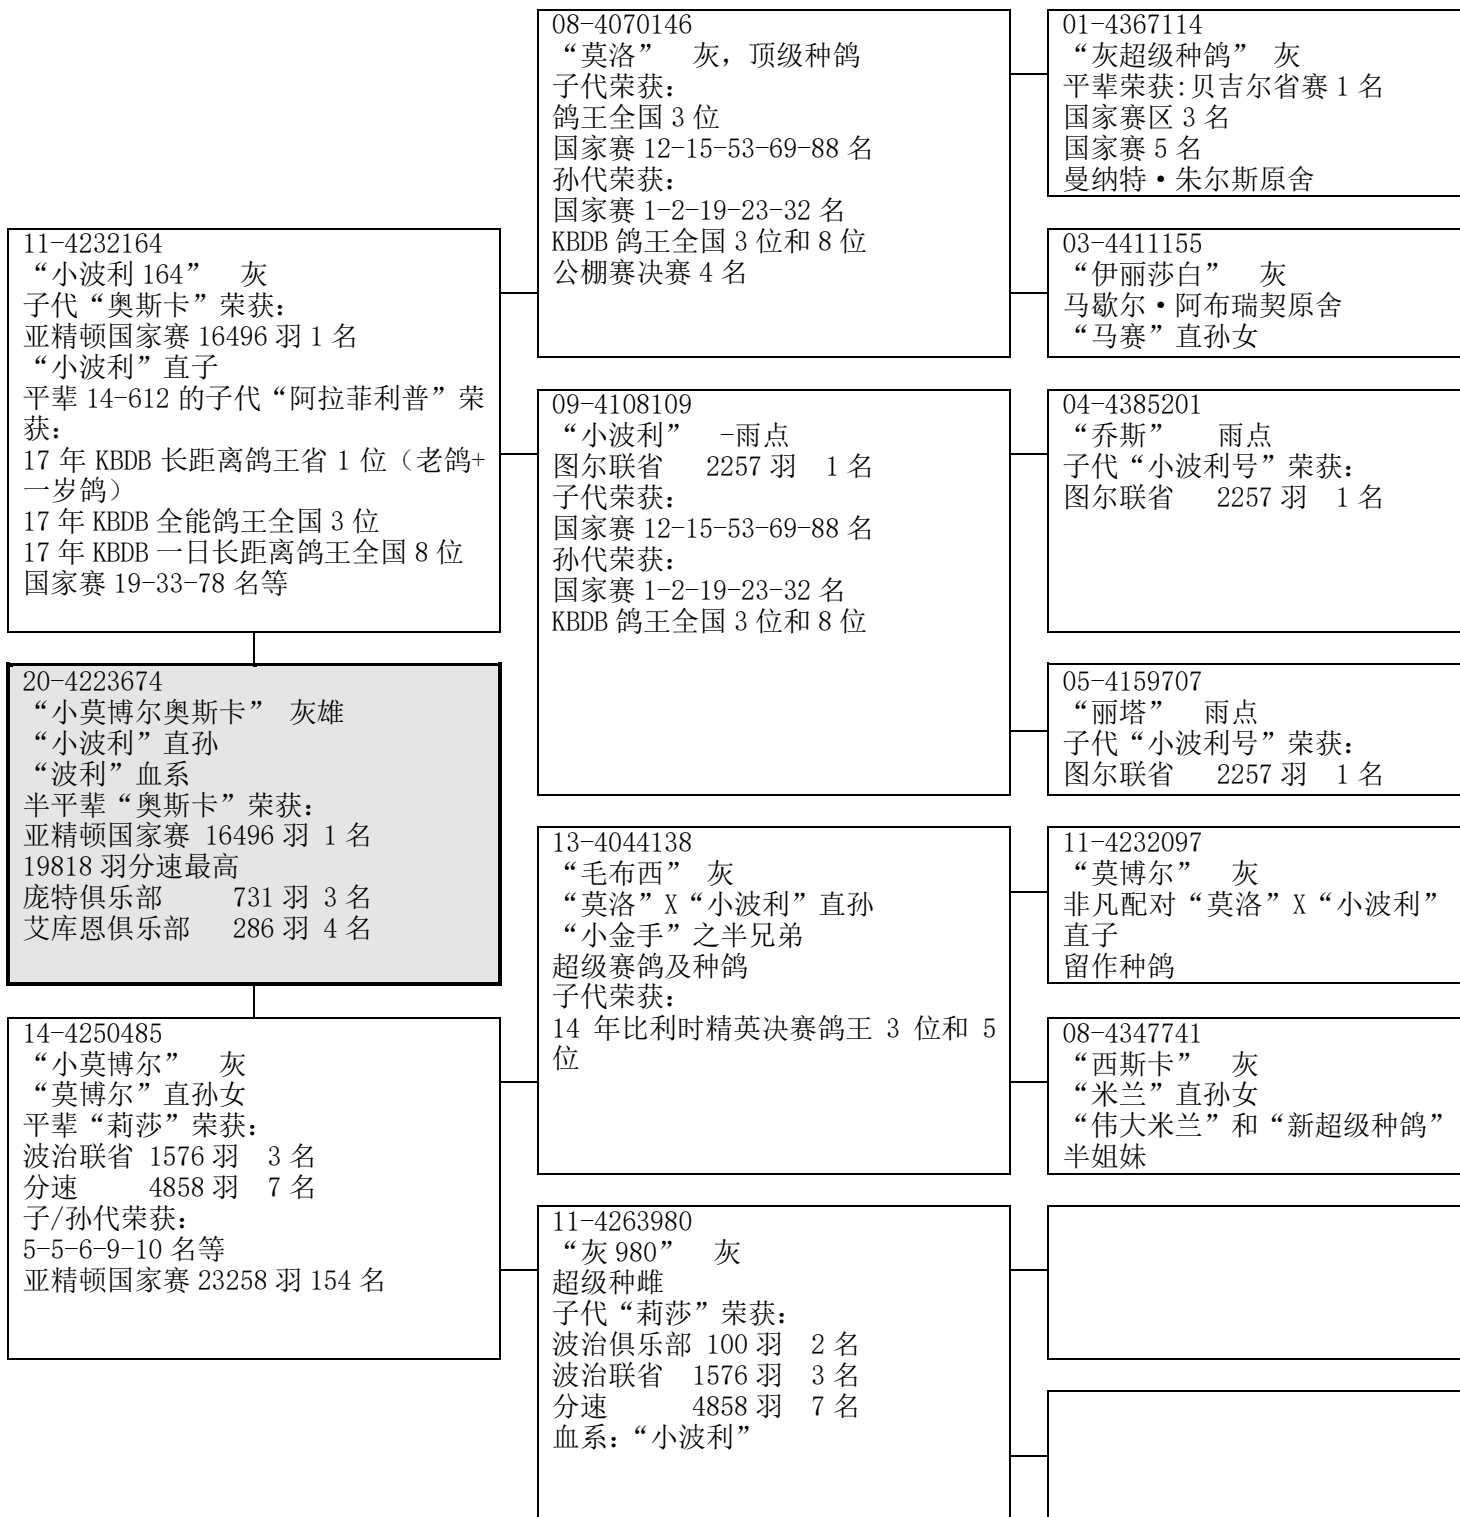 11-4232164
“小波利 164” 灰
子代“奥斯卡”荣获：
亚精顿国家赛 16496 羽 1 名
“小波利”直子
平辈 14-612 的子代“阿拉菲利普”荣
获：
17 年 KBDB 长距离鸽王省 1 位（老鸽+
一岁鸽）
17 年 KBDB 全能鸽王全国 3 位
17 年 KBDB 一日长距离鸽王全国 8 位
国家赛 19-33-78 名等
20-4223674
“小莫博尔奥斯卡” 灰雄
“小波利”直孙
“波利”血系
半平辈“奥斯卡”荣获：
亚精顿国家赛 16496 羽 1 名
19818 羽分速最高
庞特俱乐部 731 羽 3 名
艾库恩俱乐部 286 羽 4 名
14-4250485
“小莫博尔” 灰
“莫博尔”直孙女
平辈“莉莎”荣获：
波治联省 1576 羽 3 名
分速 4858 羽 7 名
子/孙代荣获：
5-5-6-9-10 名等
亚精顿国家赛 23258 羽 154 名
08-4070146
“莫洛” 灰，顶级种鸽
子代荣获：
鸽王全国 3 位
国家赛 12-15-53-69-88 名
孙代荣获：
国家赛 1-2-19-23-32 名
KBDB 鸽王全国 3 位和 8 位
公棚赛决赛 4 名
09-4108109
“小波利” -雨点
图尔联省 2257 羽 1 名
子代荣获：
国家赛 12-15-53-69-88 名
孙代荣获：
国家赛 1-2-19-23-32 名
KBDB 鸽王全国 3 位和 8 位
13-4044138
“毛布西” 灰
“莫洛”X“小波利”直孙
“小金手”之半兄弟
超级赛鸽及种鸽
子代荣获：
14 年比利时精英决赛鸽王 3 位和 5
位
11-4263980
“灰 980” 灰
超级种雌
子代“莉莎”荣获：
波治俱乐部 100 羽 2 名
波治联省 1576 羽 3 名
分速 4858 羽 7 名
血系：“小波利”
01-4367114
“灰超级种鸽” 灰
平辈荣获：贝吉尔省赛 1 名
国家赛区 3 名
国家赛 5 名
曼纳特·朱尔斯原舍
03-4411155
“伊丽莎白” 灰
马歇尔·阿布瑞契原舍
“马赛”直孙女
04-4385201
“乔斯” 雨点
子代“小波利号”荣获：
图尔联省 2257 羽 1 名
05-4159707
“丽塔” 雨点
子代“小波利号”荣获：
图尔联省 2257 羽 1 名
11-4232097
“莫博尔” 灰
非凡配对“莫洛”X“小波利”
直子
留作种鸽
08-4347741
“西斯卡” 灰
“米兰”直孙女
“伟大米兰”和“新超级种鸽”
半姐妹